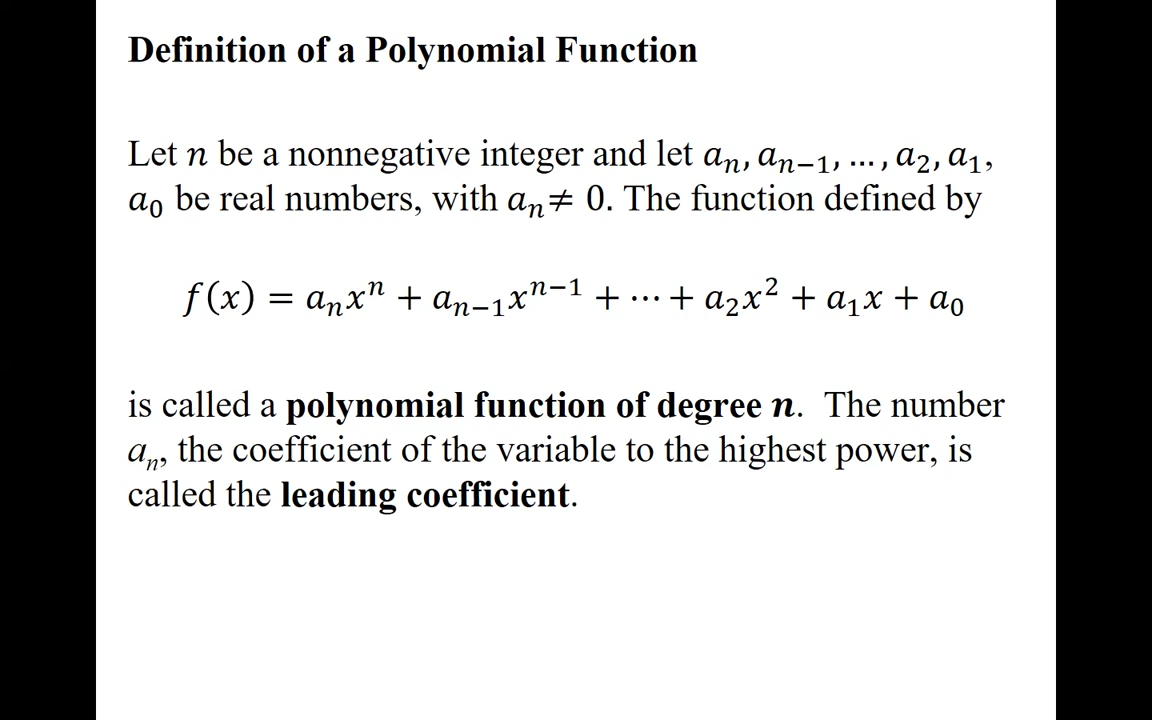 Definition of a Polynomial Function
Let 𝑛 be a nonnegative integer and let 𝑎ₙ, 𝑎ₙ₋₁, … , 𝑎₂, 𝑎₁,
𝑎₀ be real numbers, with 𝑎ₙ ≠ 0. The function defined by
𝑓(𝑥) = 𝑎ₙ𝑥ⁿ + 𝑎ₙ₋₁𝑥ⁿ⁻¹ + ⋯ + 𝑎₂𝑥² + 𝑎₁𝑥 + 𝑎₀
is called a polynomial function of degree 𝒏. The number
𝑎ₙ, the coefficient of the variable to the highest power, is
called the leading coefficient.